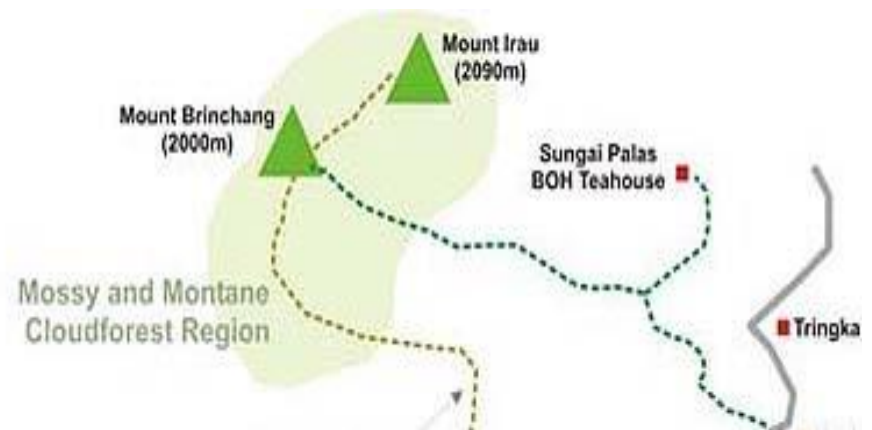 Mount Irau
(2090m)
Mount Brinchang
(2000m)
Sungai Palas
BOH Teahouse
Mossy and Montane
Cloudforest Region
Tringka